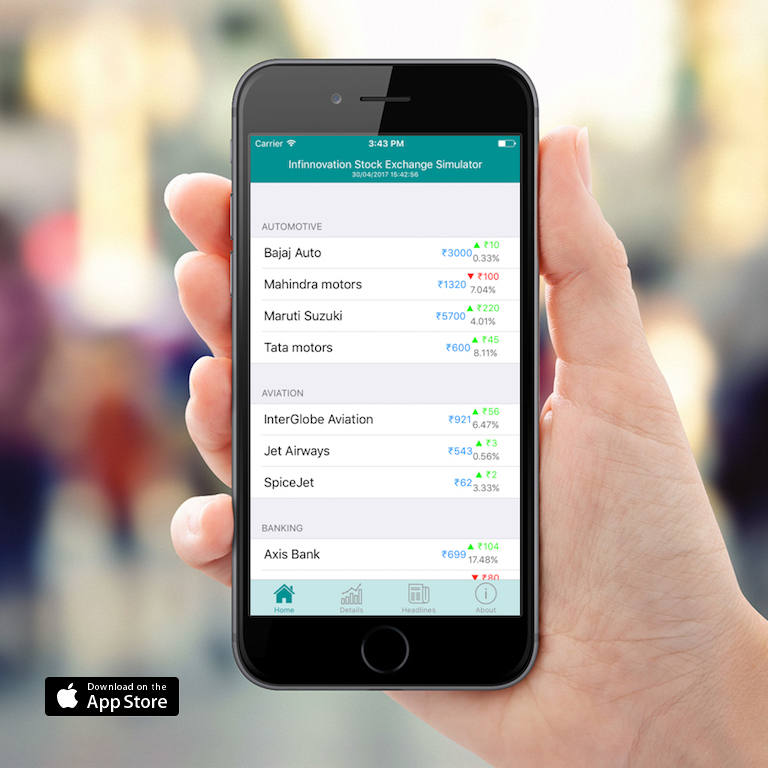 Carrier 3:43 PM
Infinnovation Stock Exchange Simulator
30/04/2017 15:42:56
AUTOMOTIVE
Bajaj Auto ₹3000 ▲ ₹10 0.33%
Mahindra motors ₹1320 ▼ ₹100 7.04%
Maruti Suzuki ₹5700 ▲ ₹220 4.01%
Tata motors ₹600 ▲ ₹45 8.11%
AVIATION
InterGlobe Aviation ₹921 ▲ ₹56 6.47%
Jet Airways ₹543 ▲ ₹3 0.56%
SpiceJet ₹62 ▲ ₹2 3.33%
BANKING
Axis Bank ₹699 ▲ ₹104 17.48%
▼ ₹80
Home Details Headlines About
Download on the
App Store